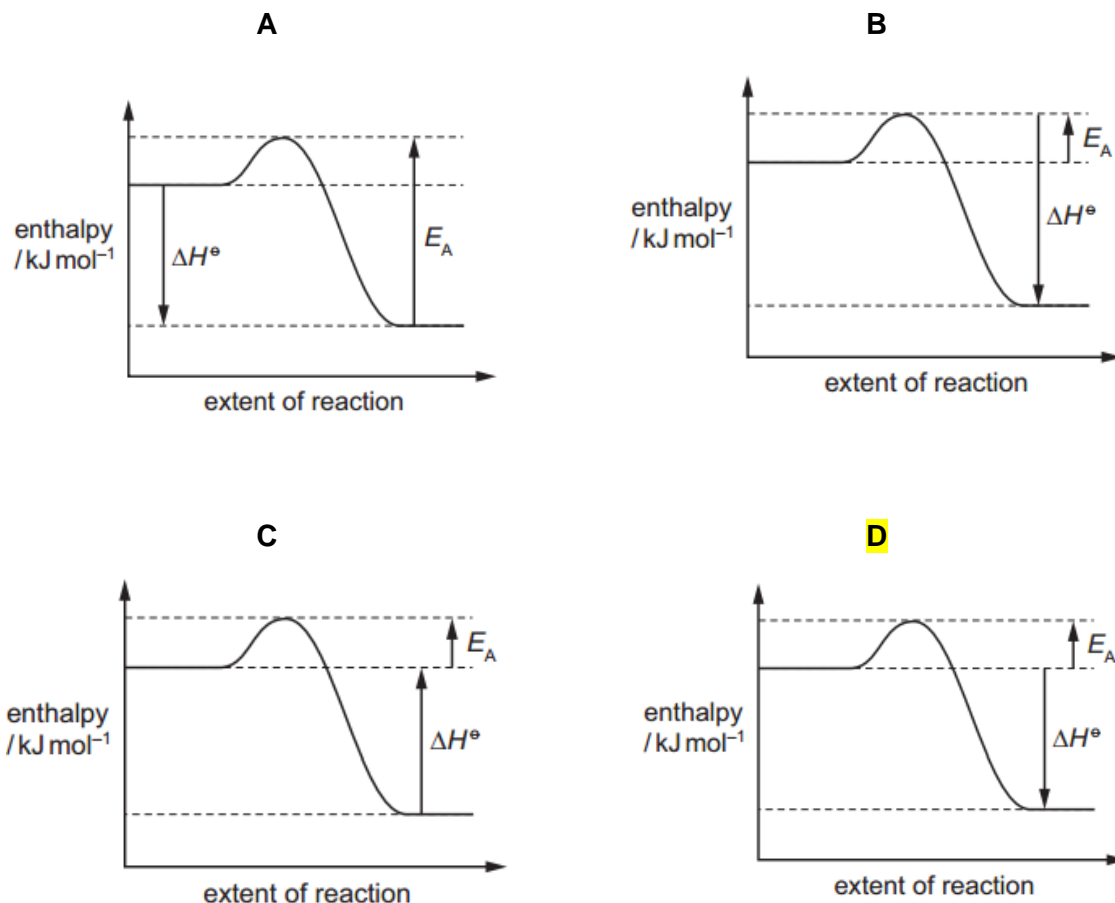 A
B
enthalpy
/ kJ mol⁻¹
ΔH⦵
E_A
extent of reaction
enthalpy
/ kJ mol⁻¹
E_A
ΔH⦵
extent of reaction
C
D
enthalpy
/ kJ mol⁻¹
E_A
ΔH⦵
extent of reaction
enthalpy
/ kJ mol⁻¹
E_A
ΔH⦵
extent of reaction